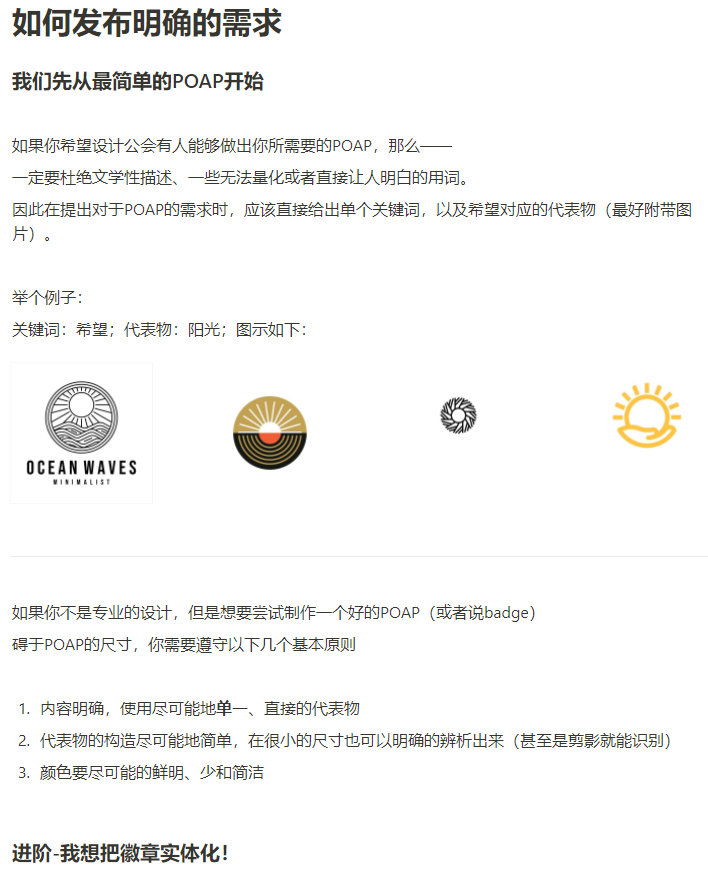 如何发布明确的需求
我们先从最简单的POAP开始
如果你希望设计公会有人能够做出你所需要的POAP，那么——
一定要杜绝文学性描述、一些无法量化或者直接让人明白的用词。
因此在提出对于POAP的需求时，应该直接给出单个关键词，以及希望对应的代表物（最好附带图
片）。
举个例子：
关键词：希望；代表物：阳光；图示如下：
OCEAN WAVES
MINIMALIST
如果你不是专业的设计，但是想要尝试制作一个好的POAP（或者说badge）
碍于POAP的尺寸，你需要遵守以下几个基本原则
1. 内容明确，使用尽可能地单一、直接的代表物
2. 代表物的构造尽可能地简单，在很小的尺寸也可以明确的辨析出来（甚至是剪影就能识别）
3. 颜色要尽可能的鲜明、少和简洁
进阶-我想把徽章实体化！